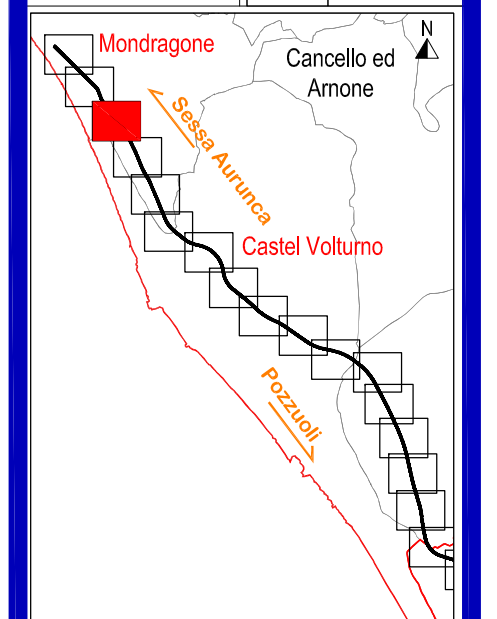 N
Mondragone
Cancello ed
Arnone
Sessa Aurunca
Castel Volturno
Pozzuoli